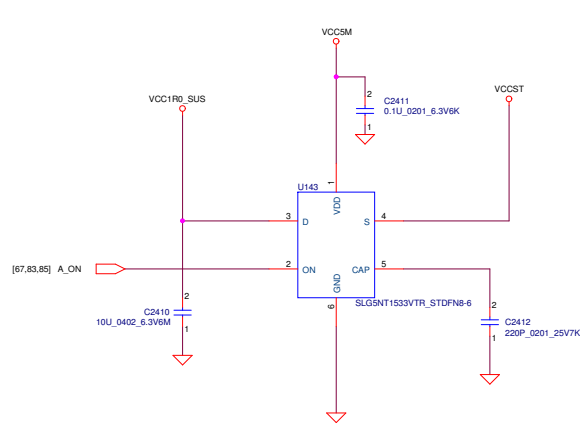 VCC5M
VCC1R0_SUS
VCCST
2
C2411
0.1U_0201_6.3V6K
1
U143
1
VDD
3
D
S
4
[67,83,85] A_ON
2
ON
CAP
5
GND
6
SLG5NT1533VTR_STDFN8-6
2
C2410
10U_0402_6.3V6M
1
2
C2412
220P_0201_25V7K
1